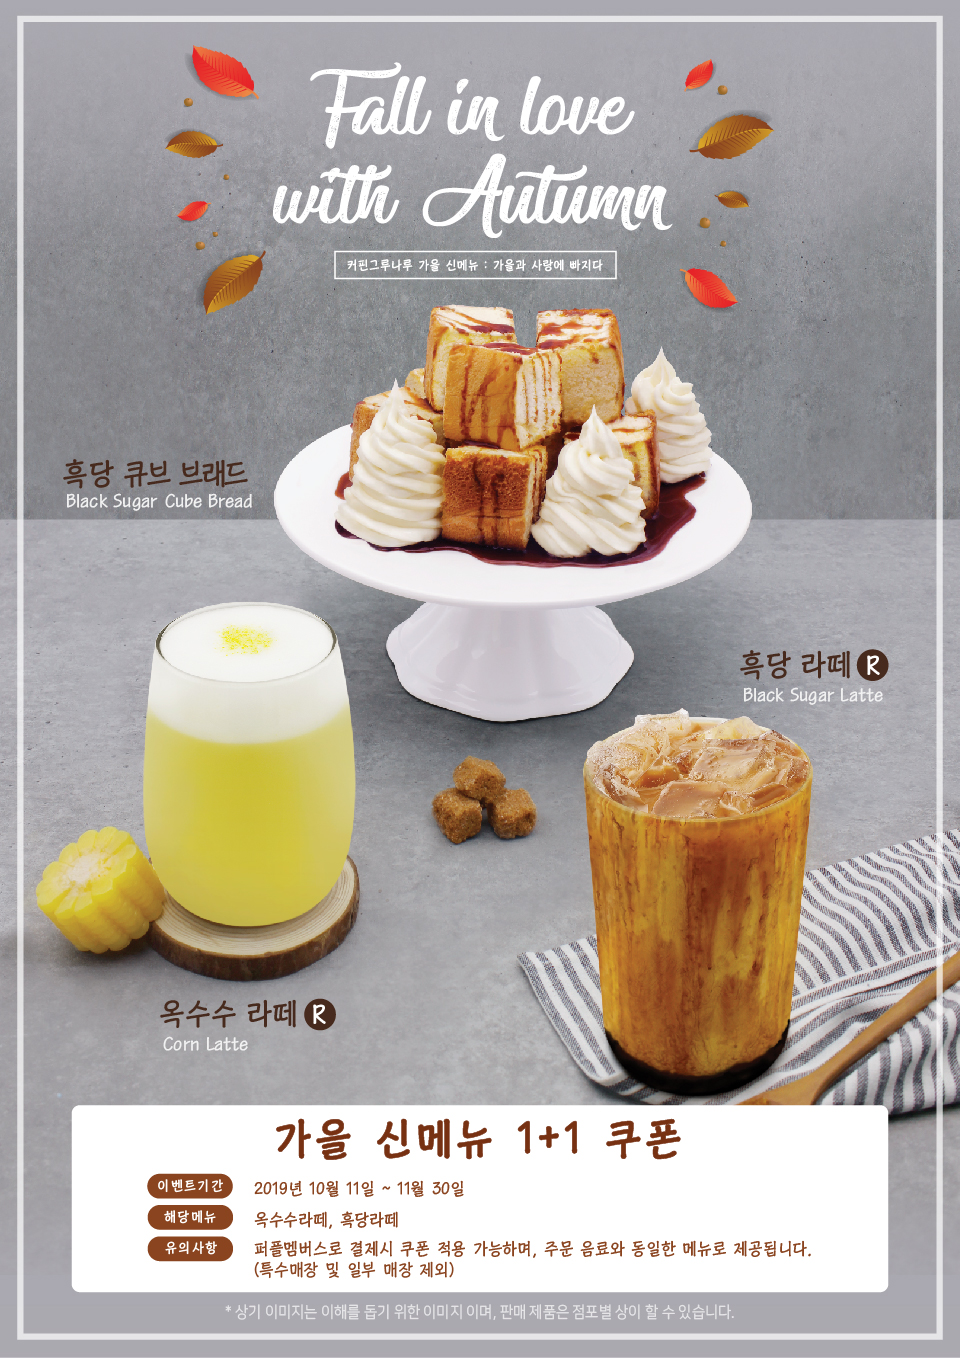 Fall in love
with Autumn
커핀그루나루 가을 신메뉴 : 가을과 사랑에 빠지다
흑당 큐브 브래드
Black Sugar Cube Bread
흑당 라떼 R
Black Sugar Latte
옥수수 라떼 R
Corn Latte
가을 신메뉴 1+1 쿠폰
이벤트기간 2019년 10월 11일 ~ 11월 30일
해당메뉴 옥수수라떼, 흑당라떼
유의사항 퍼플멤버스로 결제시 쿠폰 적용 가능하며, 주문 음료와 동일한 메뉴로 제공됩니다.
(특수매장 및 일부 매장 제외)
* 상기 이미지는 이해를 돕기 위한 이미지 이며, 판매 제품은 점포별 상이 할 수 있습니다.